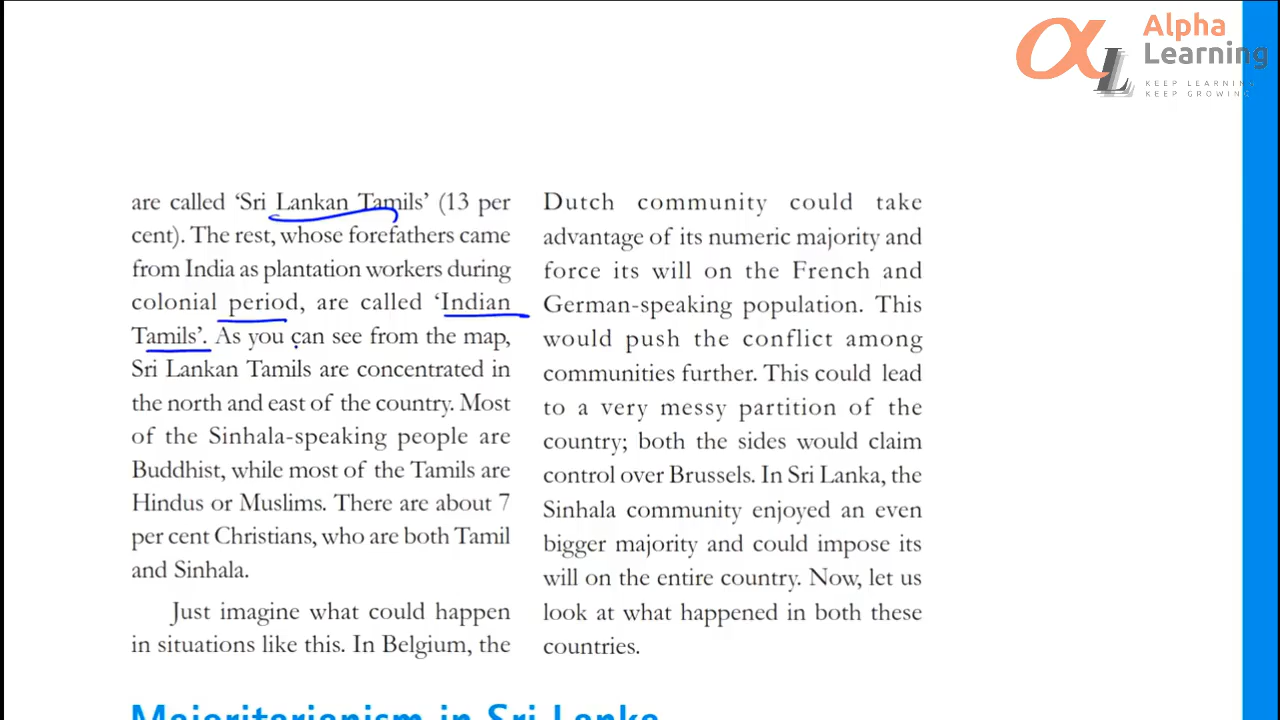 Alpha
Learning
KEEP LEARNING
KEEP GROWING
are called ‘Sri Lankan Tamils’ (13 per
cent). The rest, whose forefathers came
from India as plantation workers during
colonial period, are called ‘Indian
Tamils’. As you can see from the map,
Sri Lankan Tamils are concentrated in
the north and east of the country. Most
of the Sinhala-speaking people are
Buddhist, while most of the Tamils are
Hindus or Muslims. There are about 7
per cent Christians, who are both Tamil
and Sinhala.
Just imagine what could happen
in situations like this. In Belgium, the
Dutch community could take
advantage of its numeric majority and
force its will on the French and
German-speaking population. This
would push the conflict among
communities further. This could lead
to a very messy partition of the
country; both the sides would claim
control over Brussels. In Sri Lanka, the
Sinhala community enjoyed an even
bigger majority and could impose its
will on the entire country. Now, let us
look at what happened in both these
countries.
Majoritarianism in Sri Lanka